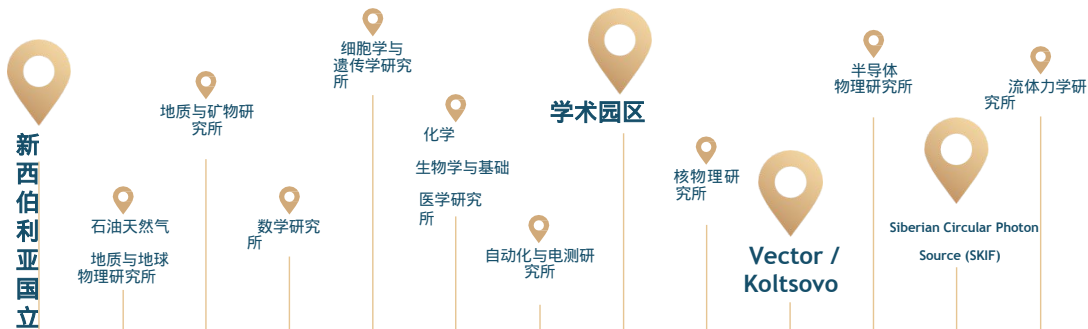 新
西
伯
利
亚
国
立
石油天然气
地质与地球
物理研究所
地质与矿物研
究所
数学研究
所
细胞学与
遗传学研究
所
化学
生物学与基础
医学研究
所
自动化与电测研
究所
学术园区
核物理研
究所
Vector /
Koltsovo
半导体
物理研究所
Siberian Circular Photon
Source (SKIF)
流体力学研
究所